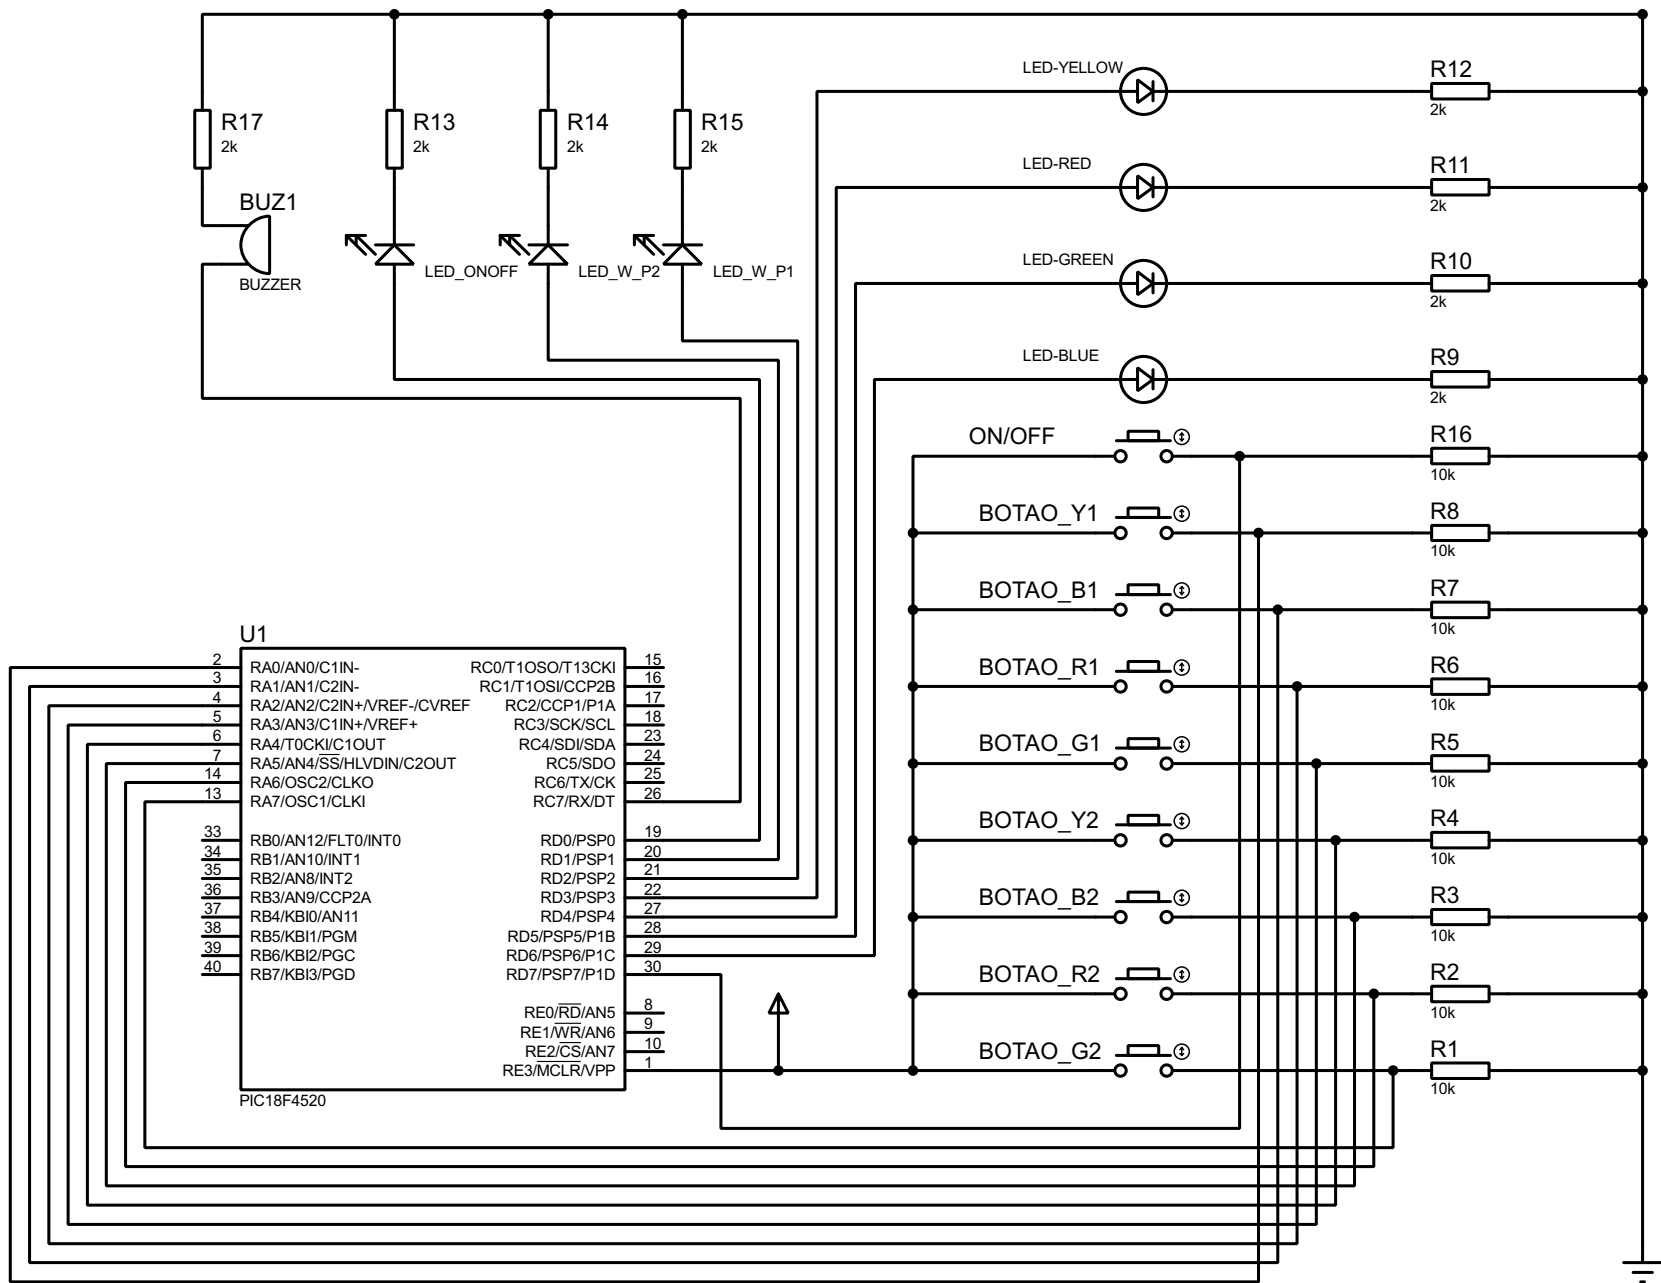 R17
2k
R13
2k
R14
2k
R15
2k
BUZ1
BUZZER
LED_ONOFF
LED_W_P2
LED_W_P1
LED-YELLOW
R12
2k
LED-RED
R11
2k
LED-GREEN
R10
2k
LED-BLUE
R9
2k
ON/OFF
R16
10k
BOTAO_Y1
R8
10k
BOTAO_B1
R7
10k
BOTAO_R1
R6
10k
BOTAO_G1
R5
10k
BOTAO_Y2
R4
10k
BOTAO_B2
R3
10k
BOTAO_R2
R2
10k
BOTAO_G2
R1
10k
U1
2 RA0/AN0/C1IN-
3 RA1/AN1/C2IN-
4 RA2/AN2/C2IN+/VREF-/CVREF
5 RA3/AN3/C1IN+/VREF+
6 RA4/T0CKI/C1OUT
7 RA5/AN4/SS/HLVDIN/C2OUT
14 RA6/OSC2/CLKO
13 RA7/OSC1/CLKI
33 RB0/AN12/FLT0/INT0
34 RB1/AN10/INT1
35 RB2/AN8/INT2
36 RB3/AN9/CCP2A
37 RB4/KBI0/AN11
38 RB5/KBI1/PGM
39 RB6/KBI2/PGC
40 RB7/KBI3/PGD
RC0/T1OSO/T13CKI 15
RC1/T1OSI/CCP2B 16
RC2/CCP1/P1A 17
RC3/SCK/SCL 18
RC4/SDI/SDA 23
RC5/SDO 24
RC6/TX/CK 25
RC7/RX/DT 26
RD0/PSP0 19
RD1/PSP1 20
RD2/PSP2 21
RD3/PSP3 22
RD4/PSP4 27
RD5/PSP5/P1B 28
RD6/PSP6/P1C 29
RD7/PSP7/P1D 30
RE0/RD/AN5 8
RE1/WR/AN6 9
RE2/CS/AN7 10
RE3/MCLR/VPP 1
PIC18F4520